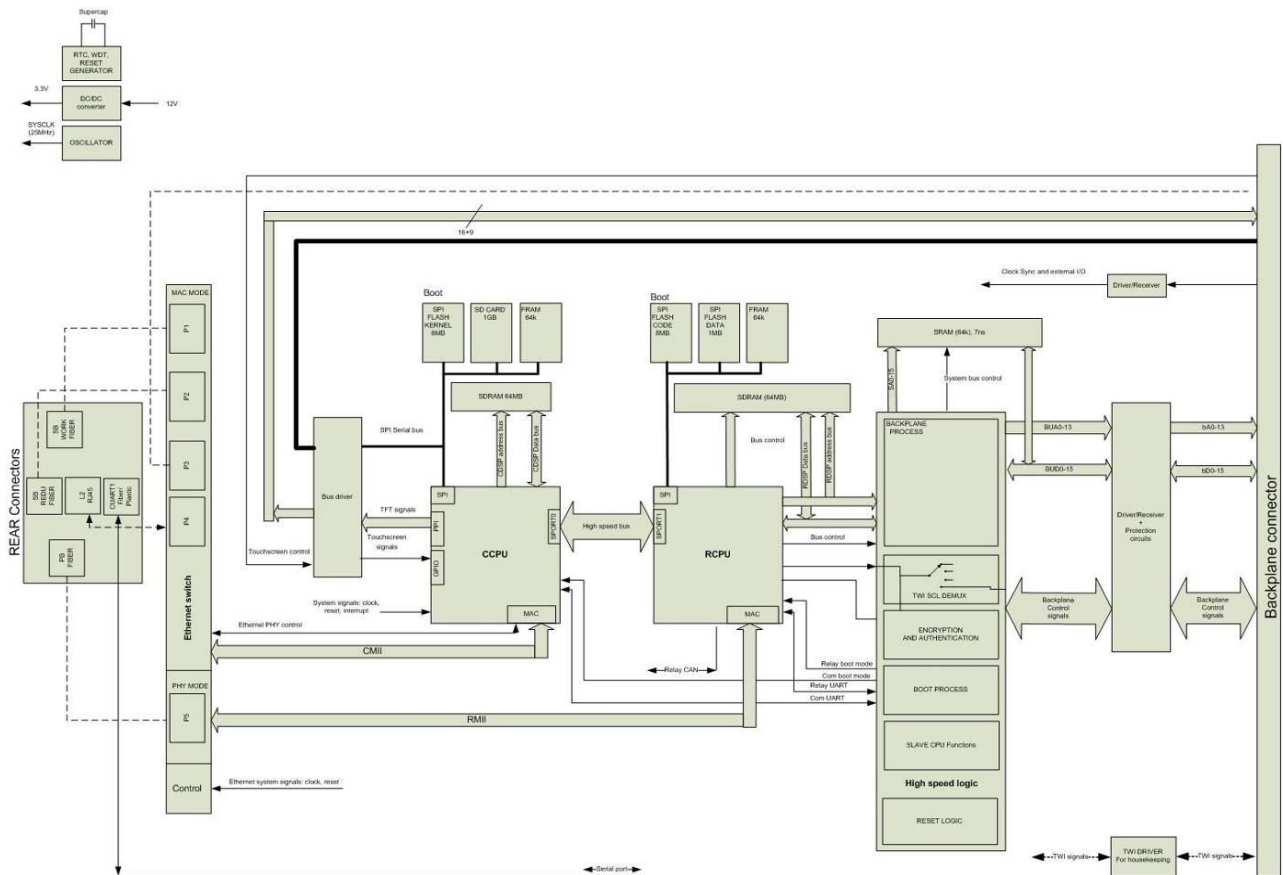 Supercap
RTC, WDT,
RESET
GENERATOR
3.3V
DC/DC
converter
12V
SYSCLK
(25MHz)
OSCILLATOR
16+9
Clock Sync and external I/O
Driver/Receiver
MAC MODE
P1
P2
P3
P4
Ethernet switch
PHY MODE
P5
Control
REAR Connectors
SB
WORK
FIBER
SB
REDU
FIBER
L2
RJ45
CUART1
Fiber/
Plastic
PB
FIBER
Boot
SPI
FLASH
KERNEL
8MB
SD CARD
1GB
FRAM
64k
SDRAM 64MB
SPI Serial bus
CDSP address bus
CDSP Data bus
Bus driver
TFT signals
Touchscreen
signals
Touchscreen control
SPI
PPI
GPIO
SPORT0
CCPU
MAC
System signals: clock,
reset, interrupt
Ethernel PHY control
CMII
High speed bus
Boot
SPI
FLASH
CODE
8MB
SPI
FLASH
DATA
1MB
FRAM
64k
SDRAM (64MB)
Bus control
RDSP Data bus
RDSP address bus
SPI
SPORT1
RCPU
MAC
Bus control
Relay CAN
Relay boot mode
Com boot mode
Relay UART
Com UART
RMII
Ethernet system signals: clock, reset
Serial port
SRAM (64k), 7ns
SA0-15
System bus control
BACKPLANE
PROCESS
TWI SCL DEMUX
ENCRYPTION
AND AUTHENTICATION
BOOT PROCESS
SLAVE CPU Functions
High speed logic
RESET LOGIC
BUA0-13
BUD0-15
Backplane
Control
signals
Driver/Receiver
+
Protection
circuits
bA0-13
bD0-15
Backplane
Control
signals
TWI signals
TWI DRIVER
For housekeeping
TWI signals
Backplane connector